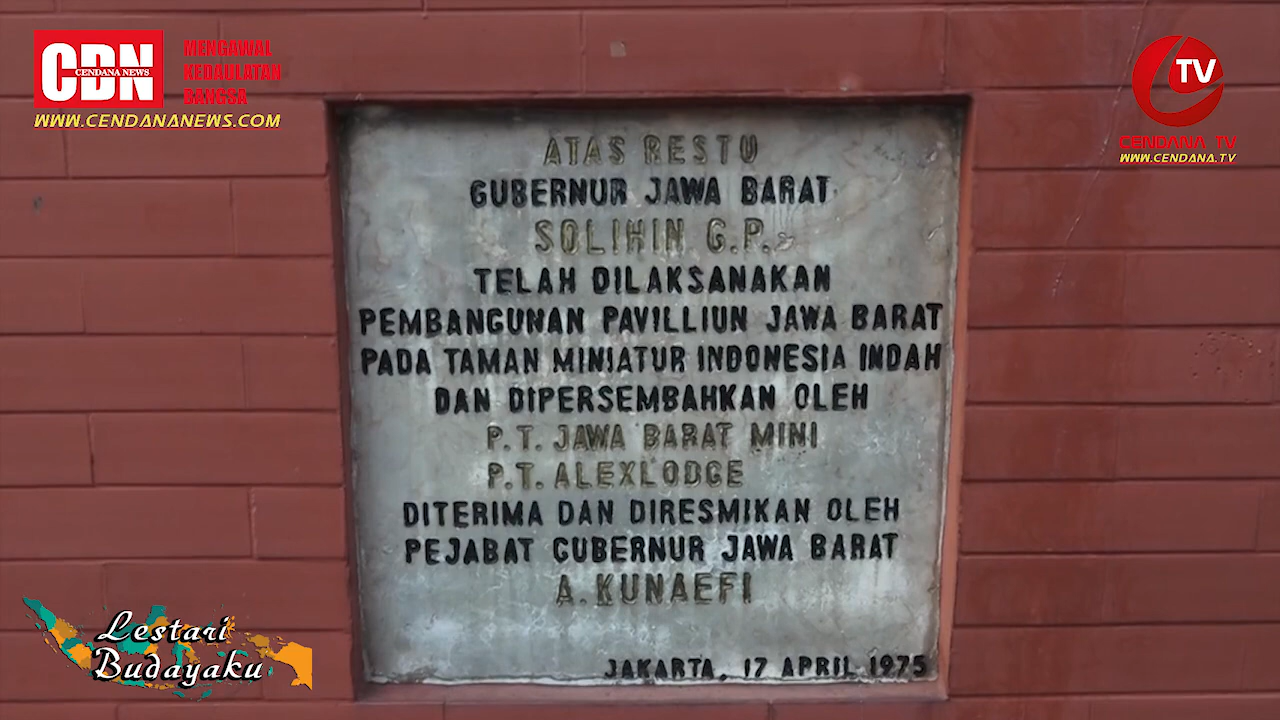 CDN
CENDANA NEWS
MENGAWAL
KEDAULATAN
BANGSA
WWW.CENDANANEWS.COM
TV
CENDANA TV
WWW.CENDANA.TV
ATAS RESTU
GUBERNUR JAWA BARAT
SOLIHIN G.P.
TELAH DILAKSANAKAN
PEMBANGUNAN PAVILLIUN JAWA BARAT
PADA TAMAN MINIATUR INDONESIA INDAH
DAN DIPERSEMBAHKAN OLEH
P.T. JAWA BARAT MINI
P.T. ALEXLODGE
DITERIMA DAN DIRESMIKAN OLEH
PEJABAT GUBERNUR JAWA BARAT
A. KUNAEFI
JAKARTA, 17 APRIL 1975
Lestari
Budayaku